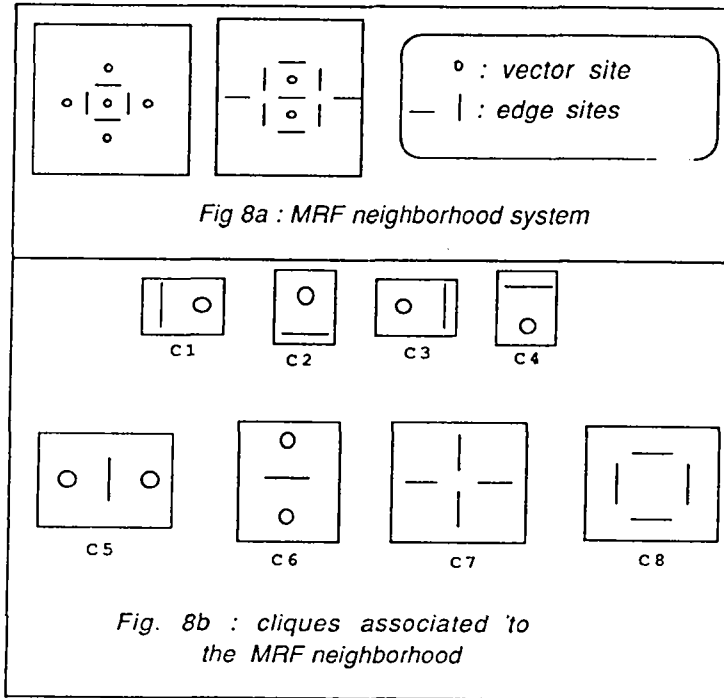 o : vector site
— | : edge sites
Fig 8a : MRF neighborhood system
C1
C2
C3
C4
C5
C6
C7
C8
Fig. 8b : cliques associated to
the MRF neighborhood